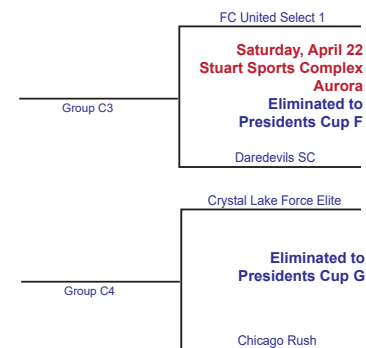 FC United Select 1
Saturday, April 22
Stuart Sports Complex
Aurora
Eliminated to
Presidents Cup F
Group C3
Daredevils SC
Crystal Lake Force Elite
Eliminated to
Presidents Cup G
Group C4
Chicago Rush